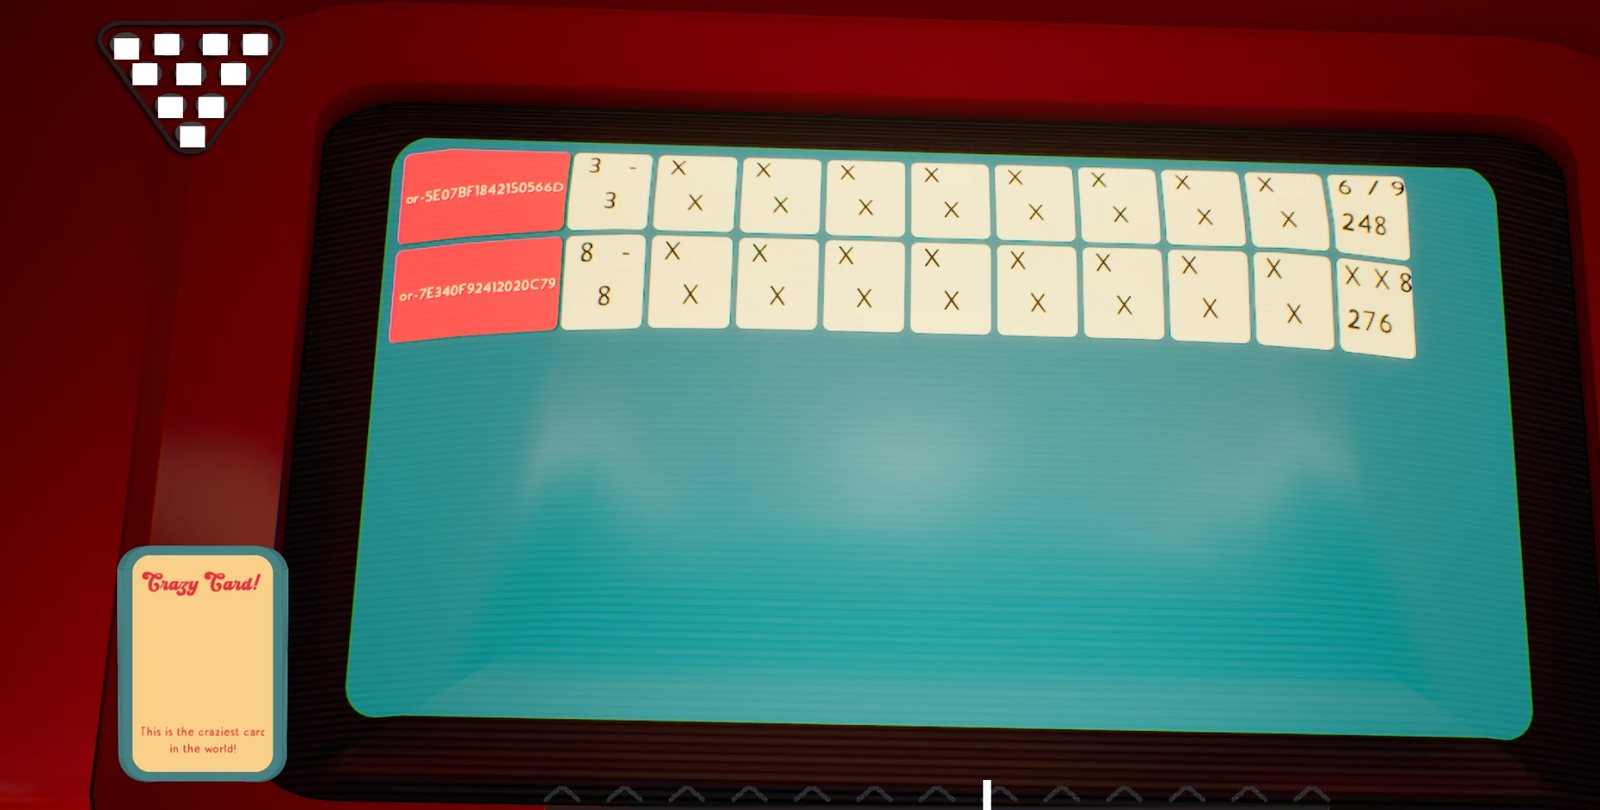 or-5E07BF1842150566D 3 - X X X X X X X X 6 / 9
3 X X X X X X X X 248
or-7E340F92412020C79 8 - X X X X X X X X X X 8
8 X X X X X X X X 276
Crazy Card!
This is the craziest card
in the world!